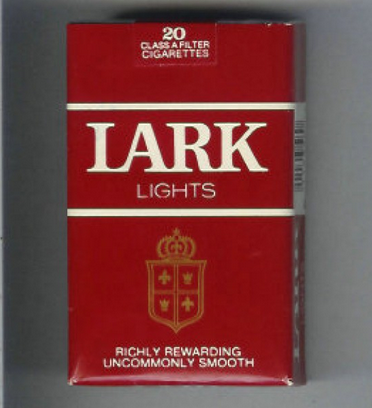 20
CLASS A FILTER
CIGARETTES
LARK
LIGHTS
RICHLY REWARDING
UNCOMMONLY SMOOTH